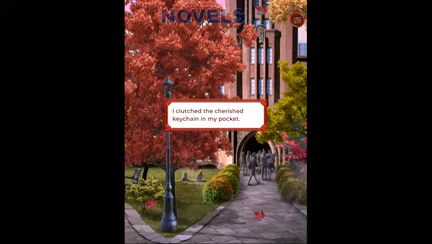 NOVELS
I clutched the cherished
keychain in my pocket.